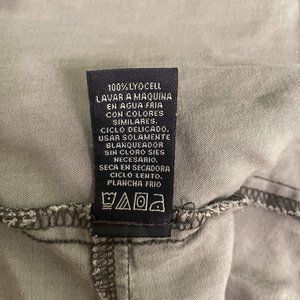 100% LYOCELL
LAVAR A MAQUINA
EN AGUA FRIA
CON COLORES
SIMILARES.
CICLO DELICADO.
USAR SOLAMENTE
BLANQUEADOR
SIN CLORO SIES
NECESARIO.
SECA EN SECADORA
CICLO LENTO.
PLANCHA FRIO